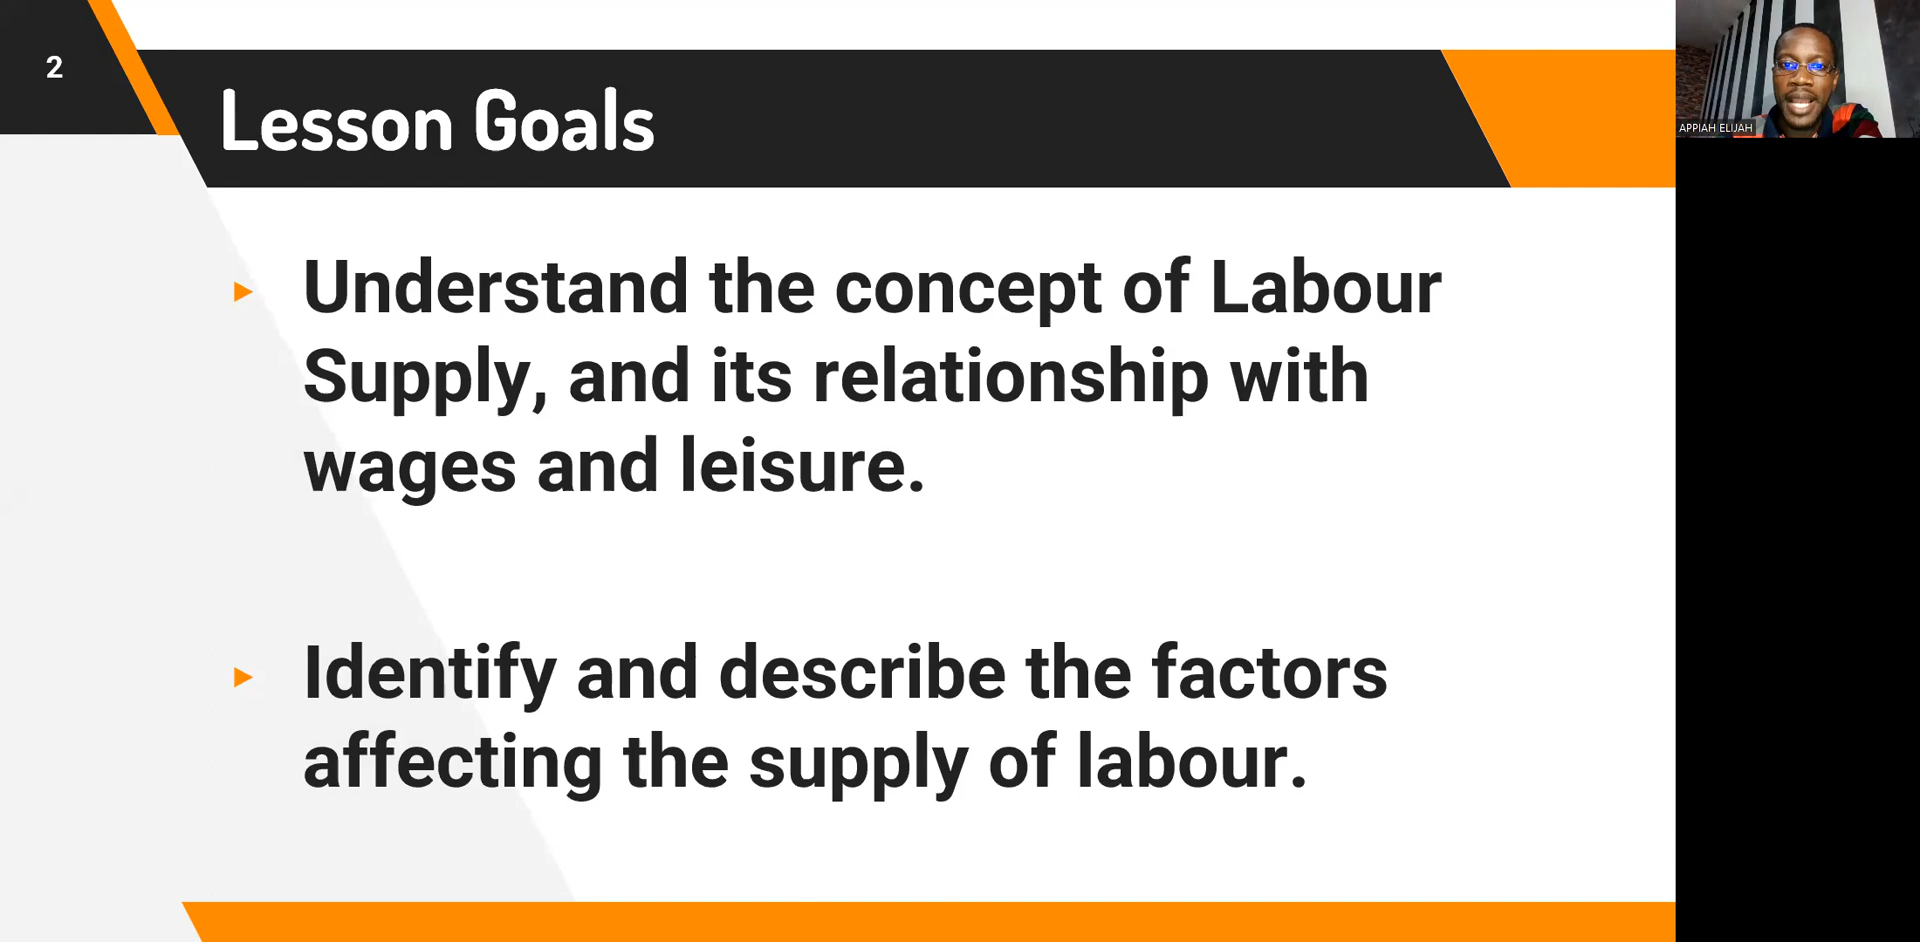 2
Lesson Goals
Understand the concept of Labour
Supply, and its relationship with
wages and leisure.
Identify and describe the factors
affecting the supply of labour.
APPIAH ELIJAH